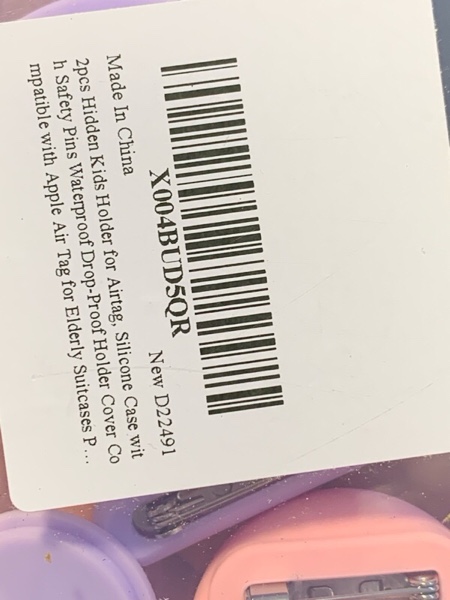 X004BUD5QR
New D22491
Made In China
2pcs Hidden Kids Holder for Airtag, Silicone Case wit
h Safety Pins Waterproof Drop-Proof Holder Cover Co
mpatible with Apple Air Tag for Elderly Suitcases P ...